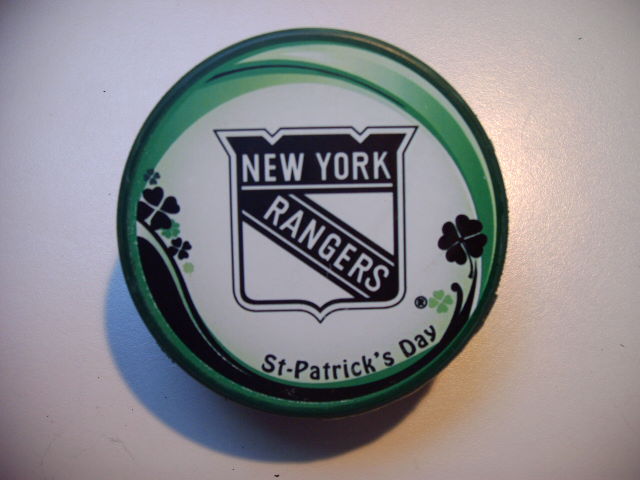 NEW YORK
RANGERS
®
St-Patrick's Day